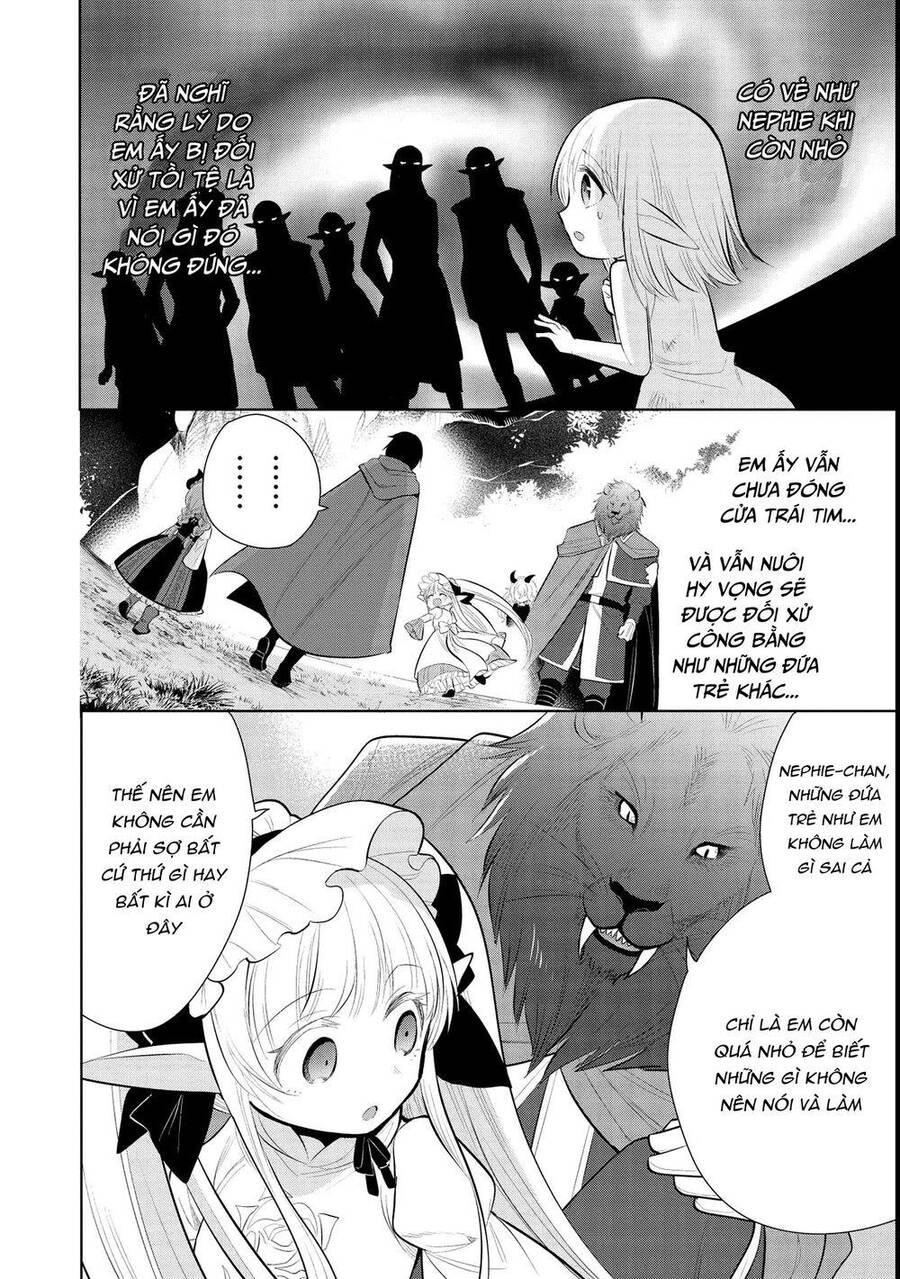 CÓ VẺ NHƯ
NEPHIE KHI
CÒN NHỎ
ĐÃ NGHĨ
RẰNG LÝ DO
EM ẤY BỊ ĐỐI
XỬ TỒI TỆ LÀ
VÌ EM ẤY ĐÃ
NÓI GÌ ĐÓ
KHÔNG ĐÚNG...
EM ẤY VẪN
CHƯA ĐÓNG
CỬA TRÁI TIM...
VÀ VẪN NUÔI
HY VỌNG SẼ
ĐƯỢC ĐỐI XỬ
CÔNG BẰNG
NHƯ NHỮNG ĐỨA
TRẺ KHÁC...
......
......
NEPHIE-CHAN,
NHỮNG ĐỨA
TRẺ NHƯ EM
KHÔNG LÀM
GÌ SAI CẢ
CHỈ LÀ EM CÒN
QUÁ NHỎ ĐỂ BIẾT
NHỮNG GÌ KHÔNG
NÊN NÓI VÀ LÀM
THẾ NÊN EM
KHÔNG CẦN
PHẢI SỢ BẤT
CỨ THỨ GÌ HAY
BẤT KÌ AI Ở
ĐÂY